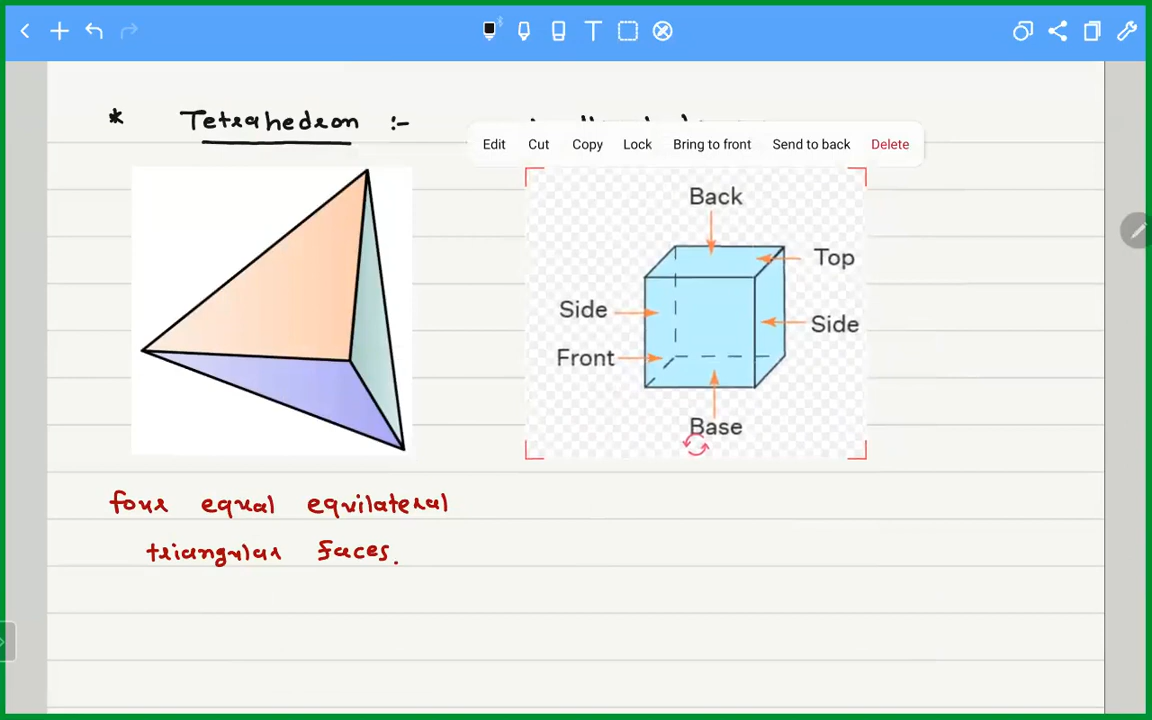 * Tetrahedron :-
Edit Cut Copy Lock Bring to front Send to back Delete
Back
Top
Side
Side
Front
Base
four equal equilateral
triangular faces.